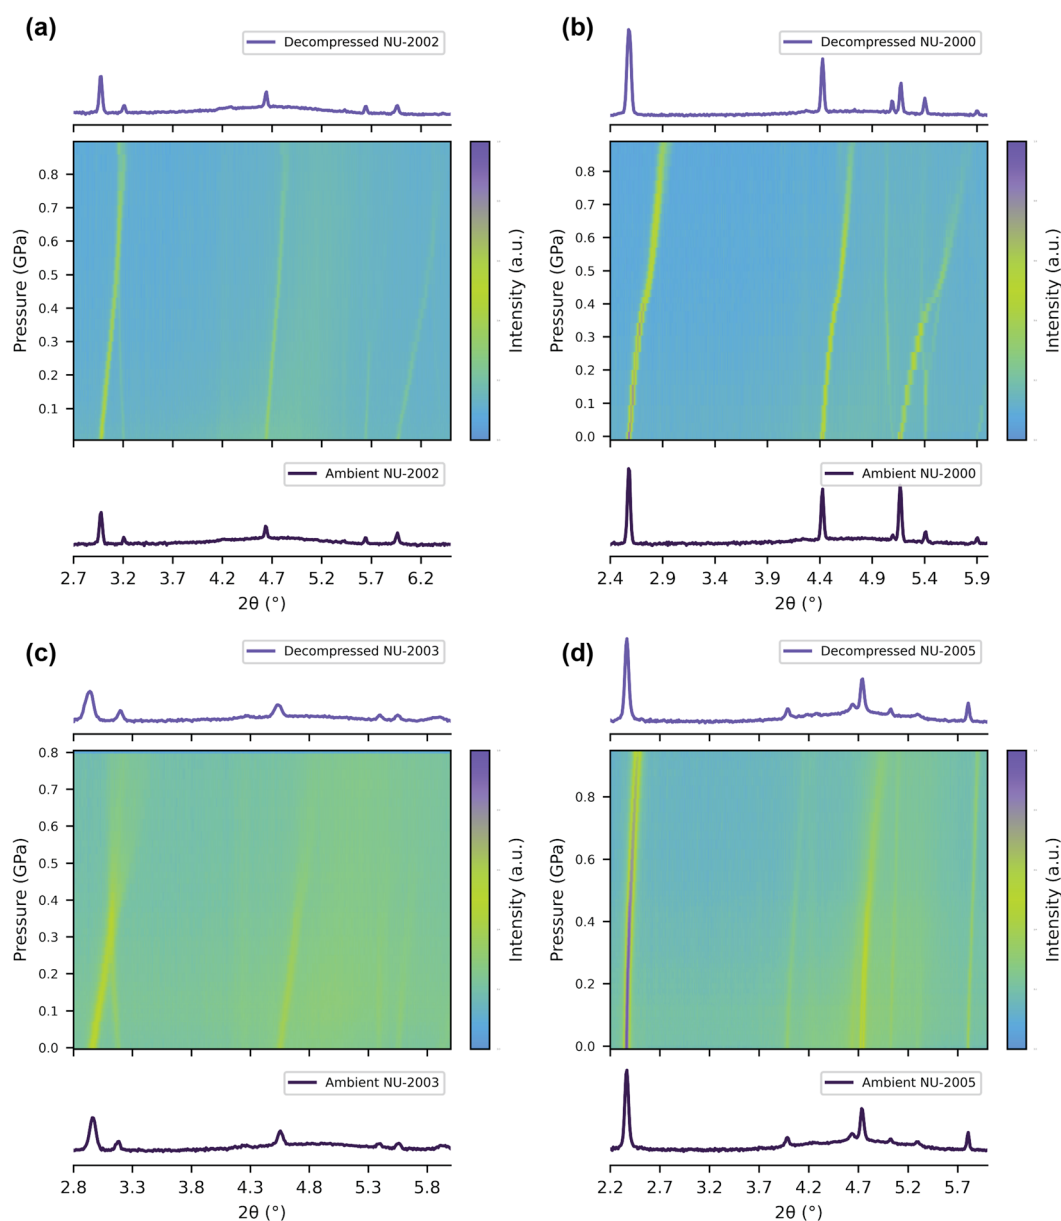 (a)
Decompressed NU-2002
Pressure (GPa)
0.8
0.7
0.6
0.5
0.4
0.3
0.2
0.1
Intensity (a.u.)
Ambient NU-2002
2.7 3.2 3.7 4.2 4.7 5.2 5.7 6.2
2θ (°)
(b)
Decompressed NU-2000
Pressure (GPa)
0.8
0.7
0.6
0.5
0.4
0.3
0.2
0.1
0.0
Intensity (a.u.)
Ambient NU-2000
2.4 2.9 3.4 3.9 4.4 4.9 5.4 5.9
2θ (°)
(c)
Decompressed NU-2003
Pressure (GPa)
0.8
0.7
0.6
0.5
0.4
0.3
0.2
0.1
0.0
Intensity (a.u.)
Ambient NU-2003
2.8 3.3 3.8 4.3 4.8 5.3 5.8
2θ (°)
(d)
Decompressed NU-2005
Pressure (GPa)
0.8
0.6
0.4
0.2
0.0
Intensity (a.u.)
Ambient NU-2005
2.2 2.7 3.2 3.7 4.2 4.7 5.2 5.7
2θ (°)